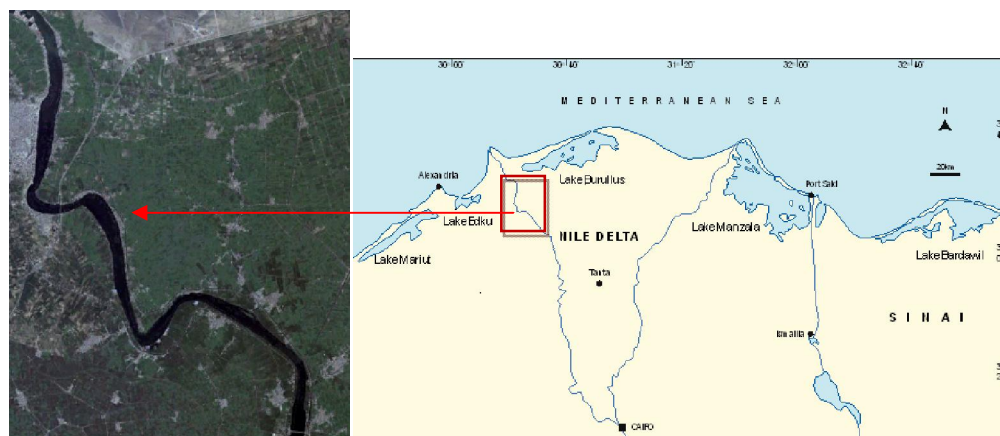 30 00'
30 40'
31 20'
32 00'
32 40'
MEDITERRANEAN SEA
N
20km
Alexandria
Lake Burullus
Port Said
Lake Edku
Lake Manzala
NILE DELTA
Lake Mariut
Lake Bardawil
Tanta
SINAI
Ismailia
CAIRO